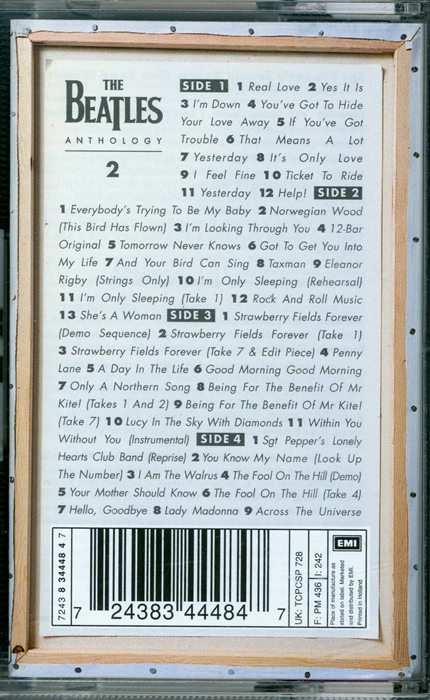 THE
BEATLES
ANTHOLOGY
2
SIDE 1 1 Real Love 2 Yes It Is
3 I'm Down 4 You've Got To Hide
Your Love Away 5 If You've Got
Trouble 6 That Means A Lot
7 Yesterday 8 It's Only Love
9 I Feel Fine 10 Ticket To Ride
11 Yesterday 12 Help! SIDE 2
1 Everybody's Trying To Be My Baby 2 Norwegian Wood
(This Bird Has Flown) 3 I'm Looking Through You 4 12-Bar
Original 5 Tomorrow Never Knows 6 Got To Get You Into
My Life 7 And Your Bird Can Sing 8 Taxman 9 Eleanor
Rigby (Strings Only) 10 I'm Only Sleeping (Rehearsal)
11 I'm Only Sleeping (Take 1) 12 Rock And Roll Music
13 She's A Woman SIDE 3 1 Strawberry Fields Forever
(Demo Sequence) 2 Strawberry Fields Forever (Take 1)
3 Strawberry Fields Forever (Take 7 & Edit Piece) 4 Penny
Lane 5 A Day In The Life 6 Good Morning Good Morning
7 Only A Northern Song 8 Being For The Benefit Of Mr
Kite! (Takes 1 And 2) 9 Being For The Benefit Of Mr Kite!
(Take 7) 10 Lucy In The Sky With Diamonds 11 Within You
Without You (Instrumental) SIDE 4 1 Sgt Pepper's Lonely
Hearts Club Band (Reprise) 2 You Know My Name (Look Up
The Number) 3 I Am The Walrus 4 The Fool On The Hill (Demo)
5 Your Mother Should Know 6 The Fool On The Hill (Take 4)
7 Hello, Goodbye 8 Lady Madonna 9 Across The Universe
7243 8 34448 4 7
7 24383 44484 7
UK: TCPCSP 728
F: PM 436 I: 242
EMI
Place of manufacture as
stated on label. Marketed
and distributed by EMI.
Printed in Holland